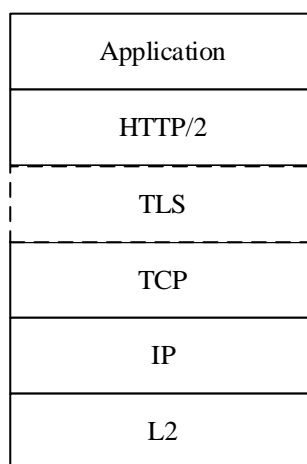 Application
HTTP/2
TLS
TCP
IP
L2